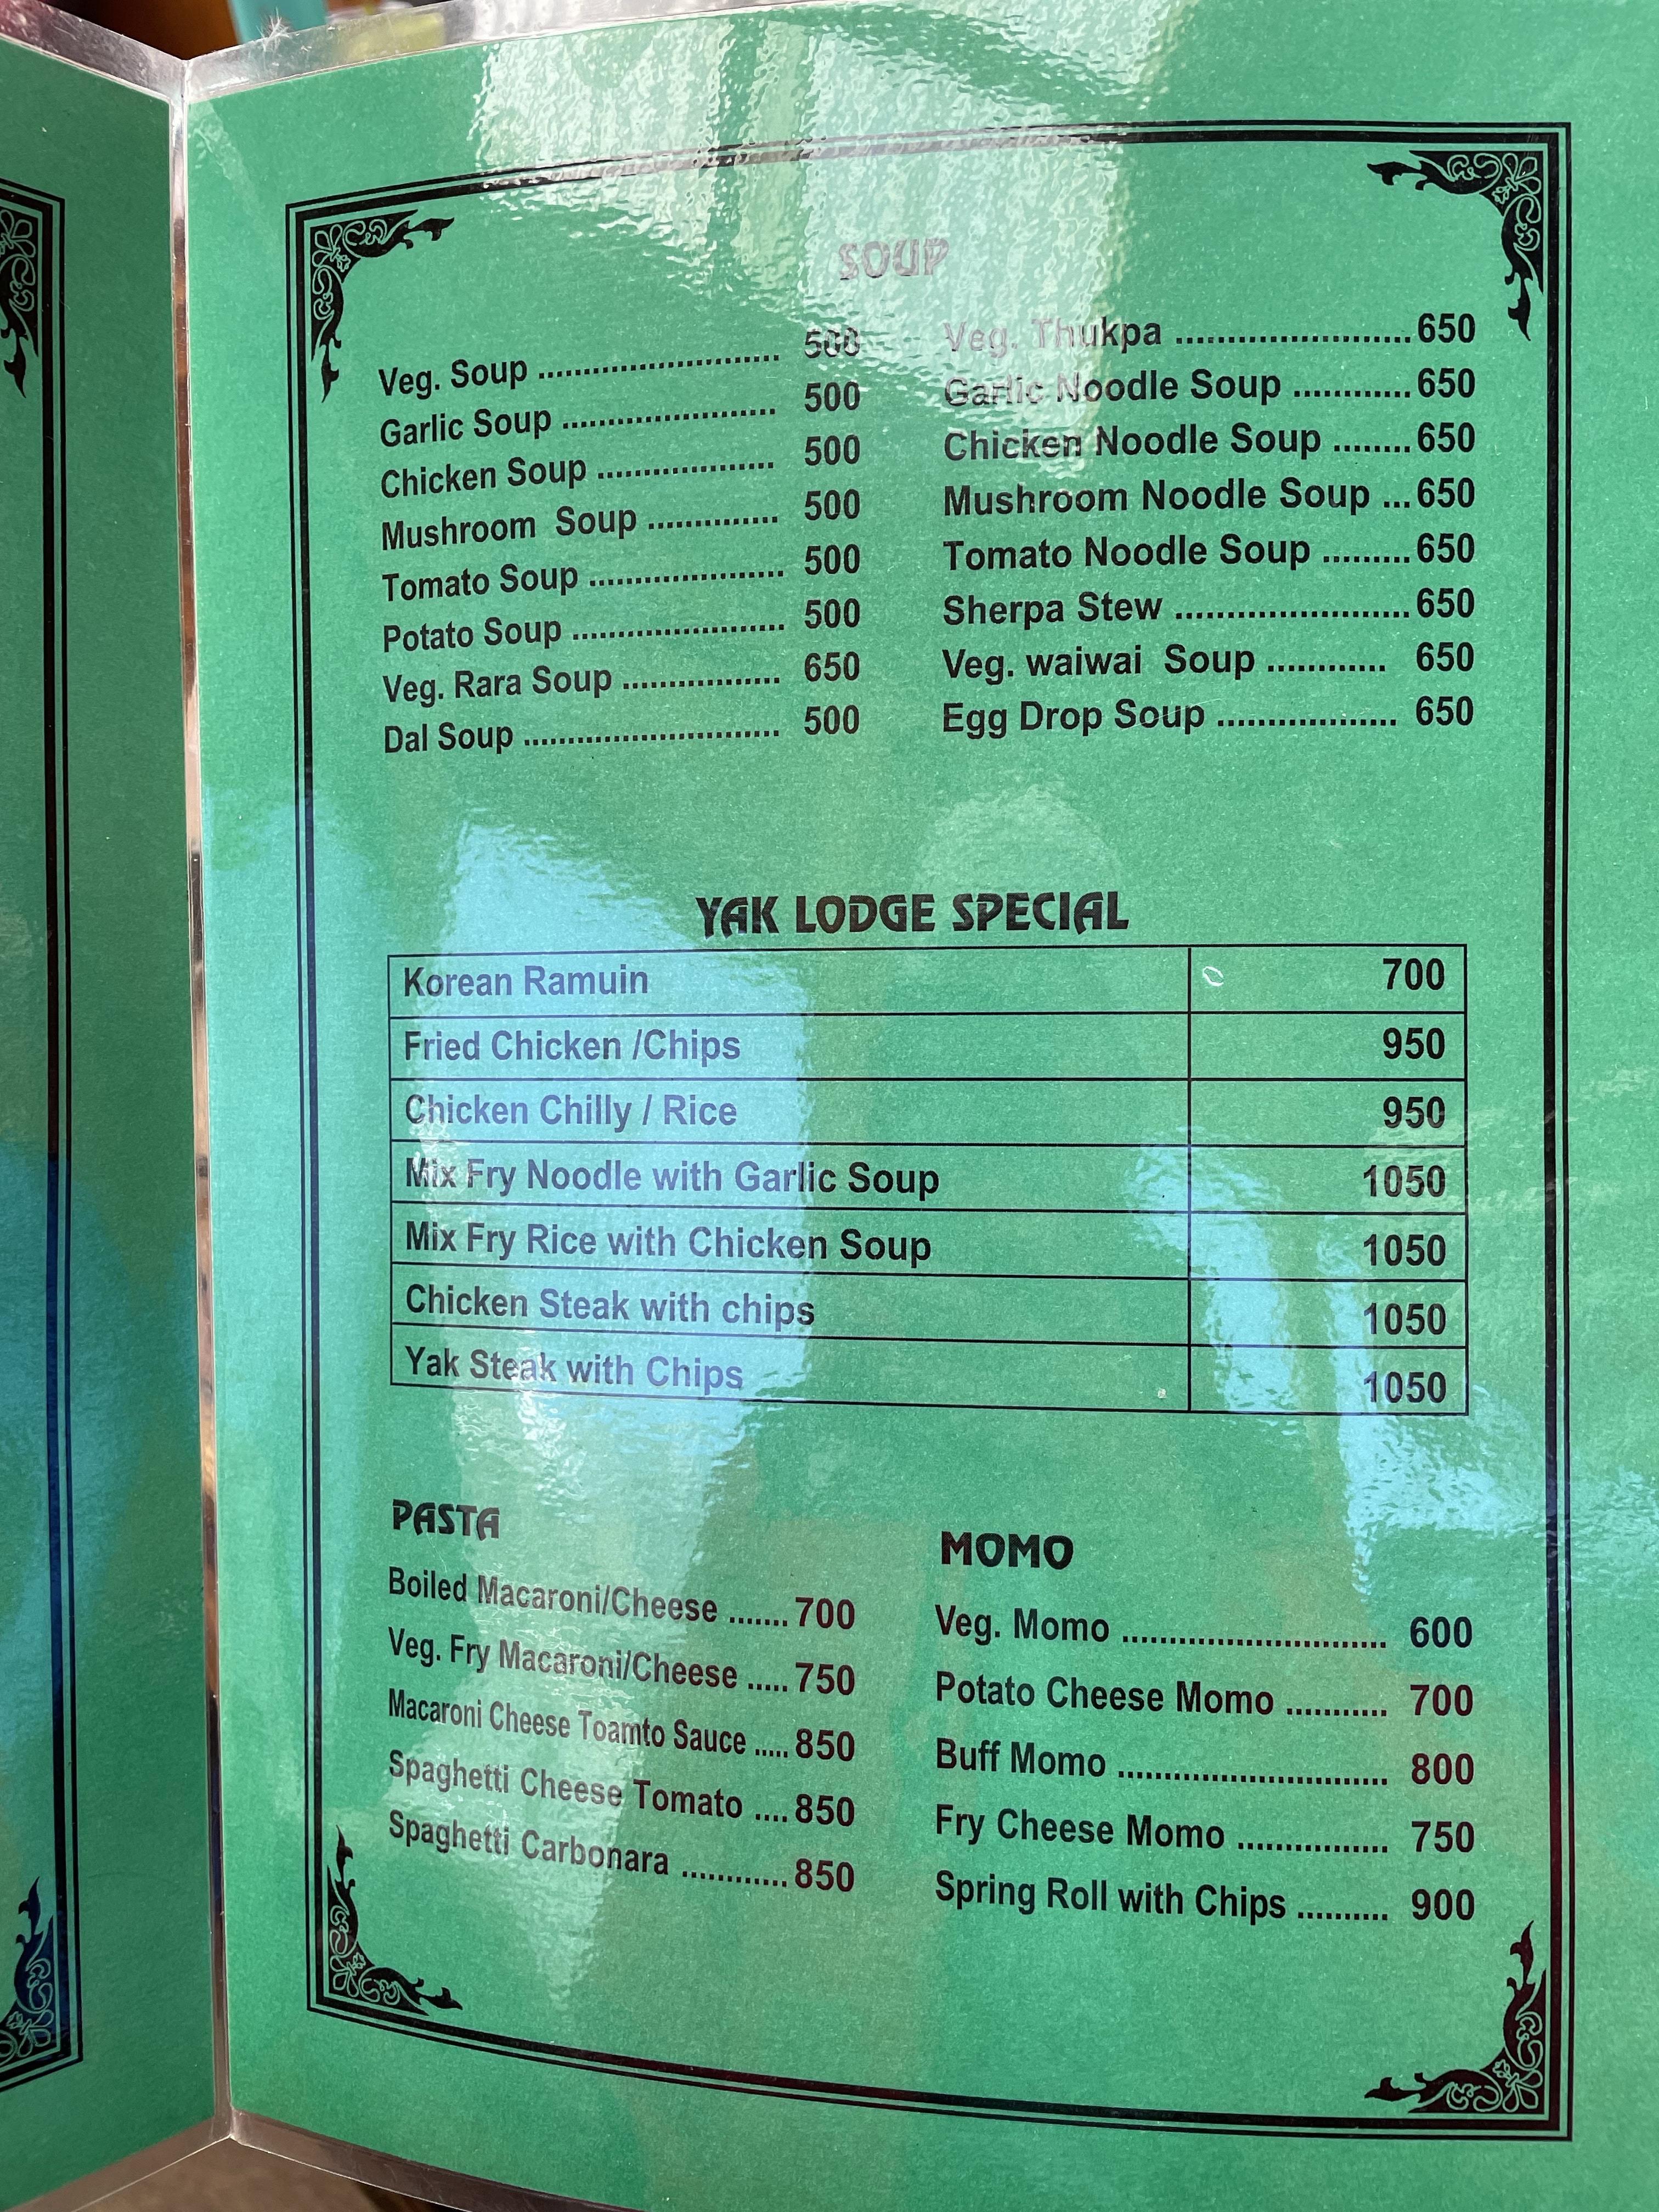 SOUP
Veg. Soup ........................... 500
Garlic Soup ........................ 500
Chicken Soup .................... 500
Mushroom Soup ............... 500
Tomato Soup ...................... 500
Potato Soup ........................ 500
Veg. Rara Soup .................. 650
Dal Soup ............................. 500
Veg. Thukpa ........................ 650
Garlic Noodle Soup ............ 650
Chicken Noodle Soup ........ 650
Mushroom Noodle Soup ... 650
Tomato Noodle Soup ......... 650
Sherpa Stew ........................ 650
Veg. waiwai Soup ............ 650
Egg Drop Soup .................. 650
YAK LODGE SPECIAL
Korean Ramuin 700
Fried Chicken /Chips 950
Chicken Chilly / Rice 950
Mix Fry Noodle with Garlic Soup 1050
Mix Fry Rice with Chicken Soup 1050
Chicken Steak with chips 1050
Yak Steak with Chips 1050
PASTA
Boiled Macaroni/Cheese ....... 700
Veg. Fry Macaroni/Cheese ..... 750
Macaroni Cheese Toamto Sauce ..... 850
Spaghetti Cheese Tomato .... 850
Spaghetti Carbonara ............ 850
MOMO
Veg. Momo ............................ 600
Potato Cheese Momo ........... 700
Buff Momo ............................. 800
Fry Cheese Momo ................ 750
Spring Roll with Chips .......... 900